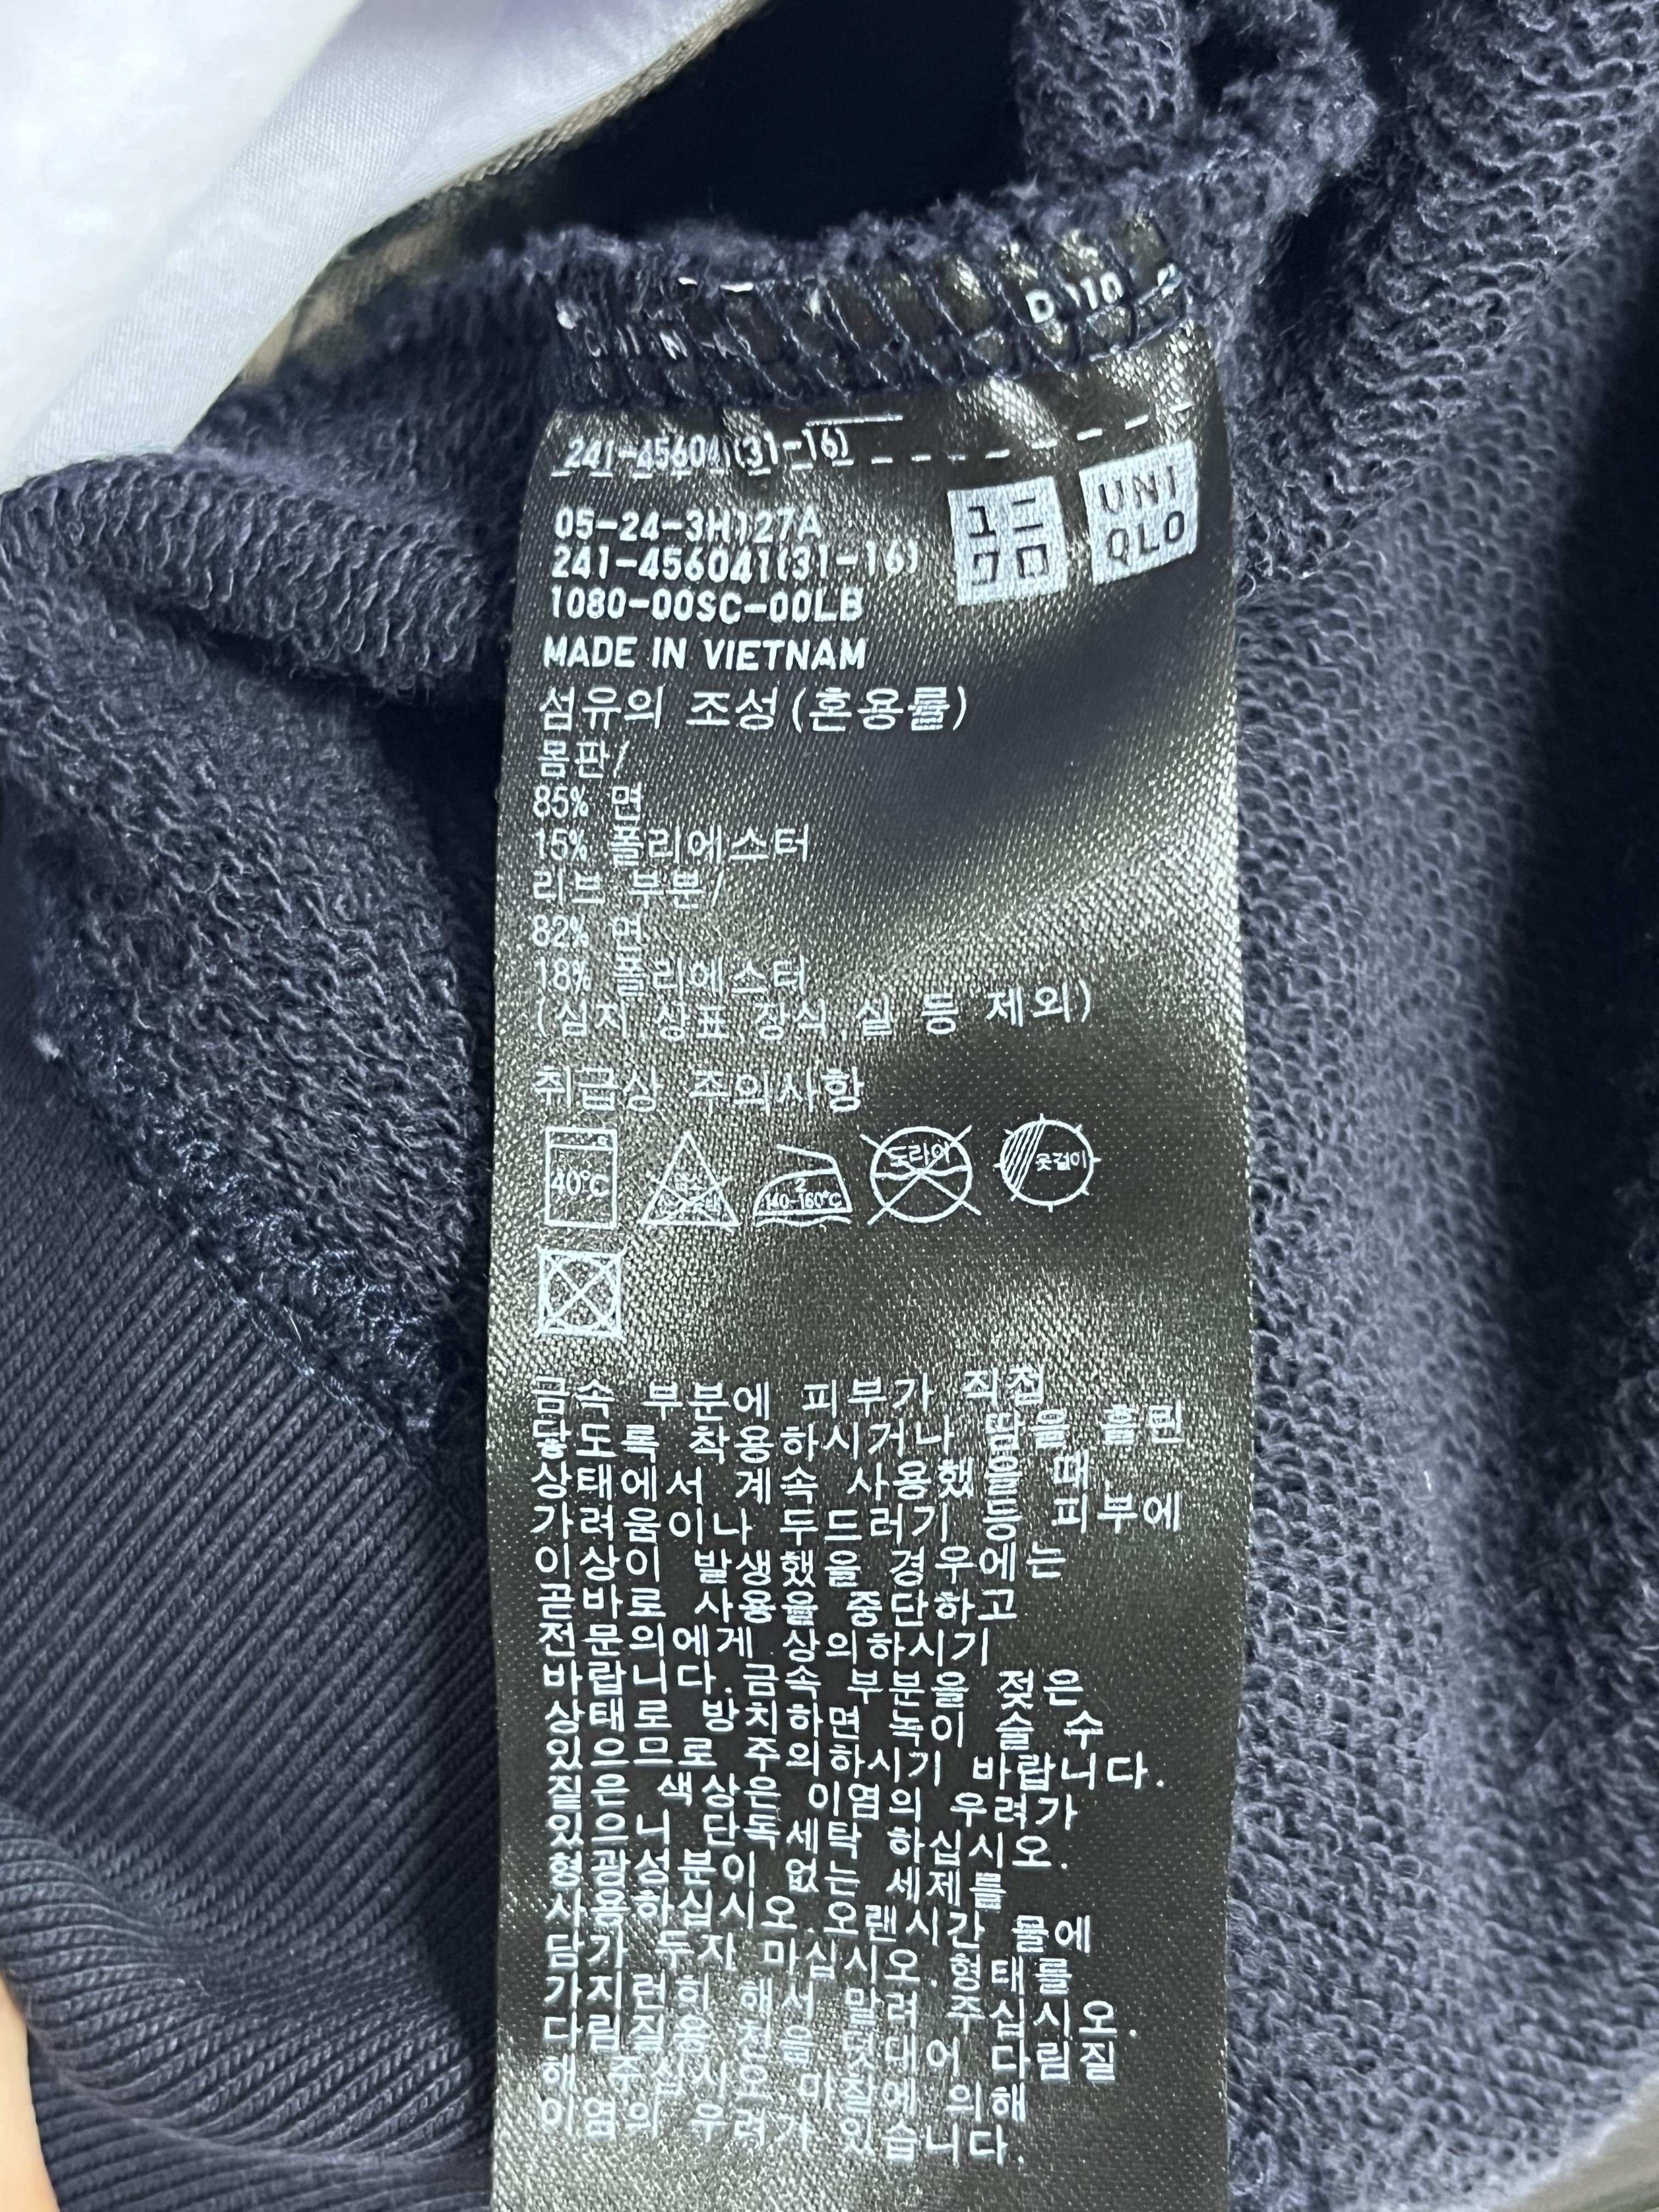 241-45604 (31-16)
ユニ
クロ
UNI
QLO
05-24-3H127A
241-456041(31-16)
1080-00SC-00LB
MADE IN VIETNAM
섬유의 조성(혼용률)
몸판/
85% 면
15% 폴리에스터
리브 부분/
82% 면
18% 폴리에스터
(심지,상표,장식,실 등 제외)
취급상 주의사항
40℃
2
140-160℃
드라이
옷걸이
금속 부분에 피부가 직접
닿도록 착용하시거나 땀을 흘린
상태에서 계속 사용했을 때,
가려움이나 두드러기 등 피부에
이상이 발생했을 경우에는
곧바로 사용을 중단하고
전문의에게 상의하시기
바랍니다.금속 부분을 젖은
상태로 방치하면 녹이 슬 수
있으므로 주의하시기 바랍니다.
짙은 색상은 이염의 우려가
있으니 단독세탁 하십시오.
형광성분이 없는 세제를
사용하십시오.오랜시간 물에
담가 두지 마십시오.형태를
가지런히 해서 말려 주십시오.
다림질용 천을 덧대어 다림질
해 주십시오.마찰에 의해
이염의 우려가 있습니다.